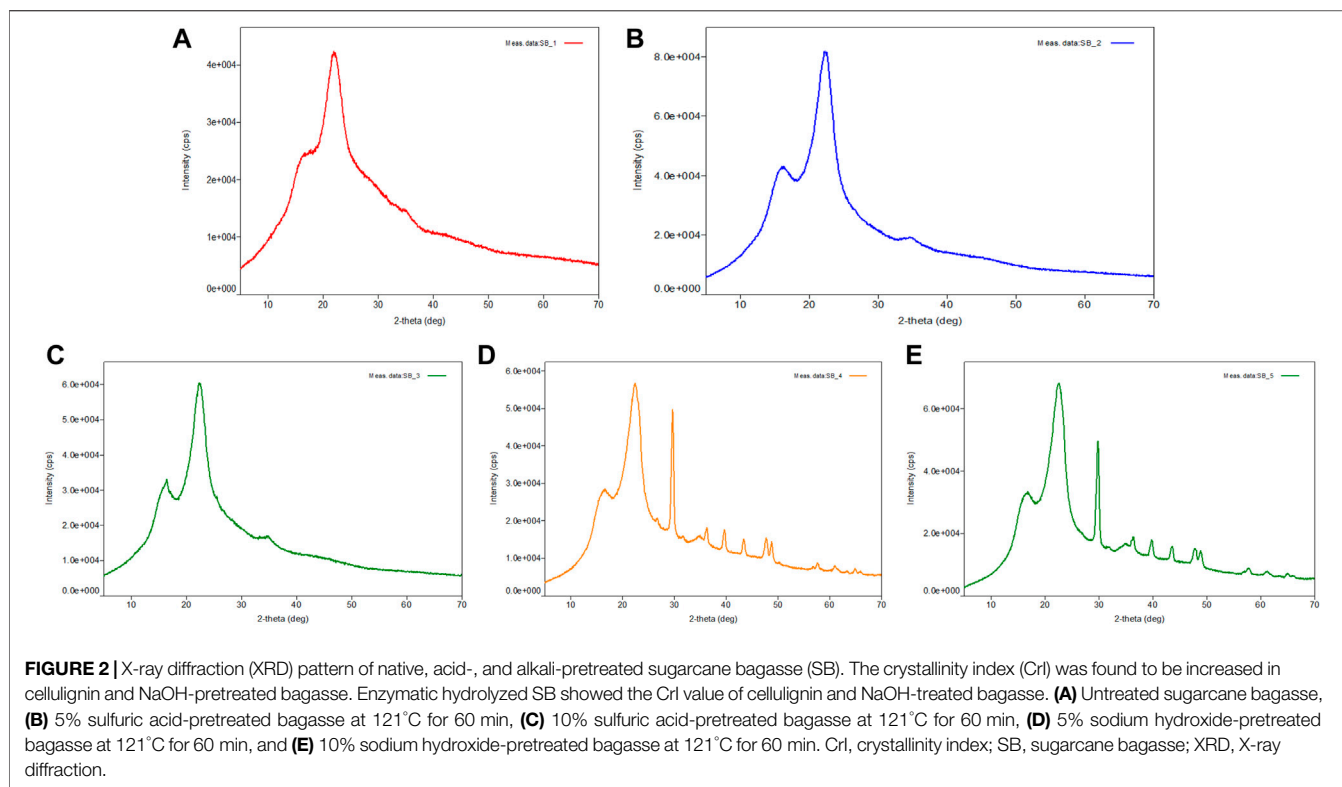 A
Meas. data:SB_1
4e+004
3e+004
2e+004
1e+004
0e+000
Intensity (cps)
10 20 30 40 50 60 70
2-theta (deg)
B
Meas. data:SB_2
8.0e+004
6.0e+004
4.0e+004
2.0e+004
0.0e+000
Intensity (cps)
10 20 30 40 50 60 70
2-theta (deg)
C
Meas. data:SB_3
6.0e+004
5.0e+004
4.0e+004
3.0e+004
2.0e+004
1.0e+004
0.0e+000
Intensity (cps)
10 20 30 40 50 60 70
2-theta (deg)
D
Meas. data:SB_4
6.0e+004
5.0e+004
4.0e+004
3.0e+004
2.0e+004
1.0e+004
0.0e+000
Intensity (cps)
10 20 30 40 50 60 70
2-theta (deg)
E
Meas. data:SB_5
8.0e+004
6.0e+004
4.0e+004
2.0e+004
0.0e+000
Intensity (cps)
10 20 30 40 50 60 70
2-theta (deg)
FIGURE 2 | X-ray diffraction (XRD) pattern of native, acid-, and alkali-pretreated sugarcane bagasse (SB). The crystallinity index (CrI) was found to be increased in
cellulignin and NaOH-pretreated bagasse. Enzymatic hydrolyzed SB showed the CrI value of cellulignin and NaOH-treated bagasse. (A) Untreated sugarcane bagasse,
(B) 5% sulfuric acid-pretreated bagasse at 121°C for 60 min, (C) 10% sulfuric acid-pretreated bagasse at 121°C for 60 min, (D) 5% sodium hydroxide-pretreated
bagasse at 121°C for 60 min, and (E) 10% sodium hydroxide-pretreated bagasse at 121°C for 60 min. CrI, crystallinity index; SB, sugarcane bagasse; XRD, X-ray
diffraction.